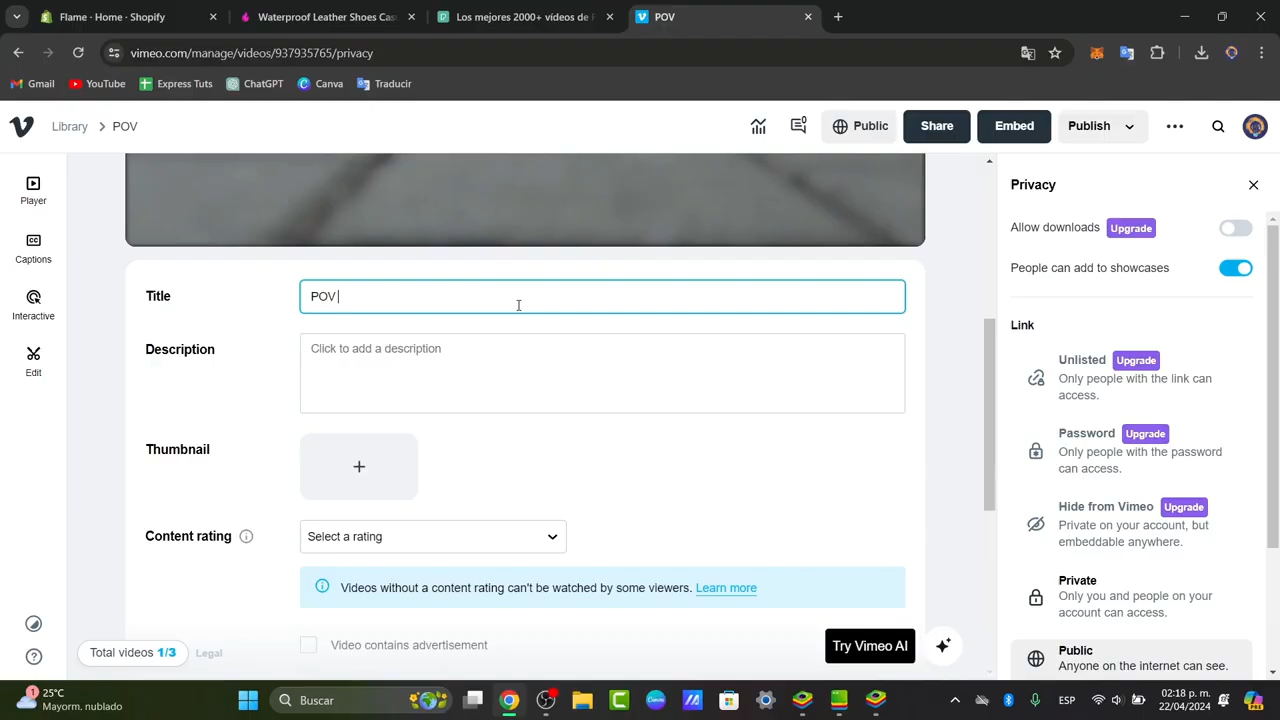 Flame · Home · Shopify
Waterproof Leather Shoes Cas
Los mejores 2000+ vídeos de F
POV
vimeo.com/manage/videos/937935765/privacy
Gmail
YouTube
Express Tuts
ChatGPT
Canva
Traducir
Library > POV
Public
Share
Embed
Publish
Player
Captions
Interactive
Edit
Title
POV
Description
Click to add a description
Thumbnail
Content rating
Select a rating
Videos without a content rating can't be watched by some viewers. Learn more
Video contains advertisement
Total videos 1/3
Legal
Try Vimeo AI
Privacy
Allow downloads Upgrade
People can add to showcases
Link
Unlisted Upgrade
Only people with the link can
access.
Password Upgrade
Only people with the password
can access.
Hide from Vimeo Upgrade
Private on your account, but
embeddable anywhere.
Private
Only you and people on your
account can access.
Public
Anyone on the internet can see.
1
25°C
Mayorm. nublado
Buscar
ESP
02:18 p. m.
22/04/2024